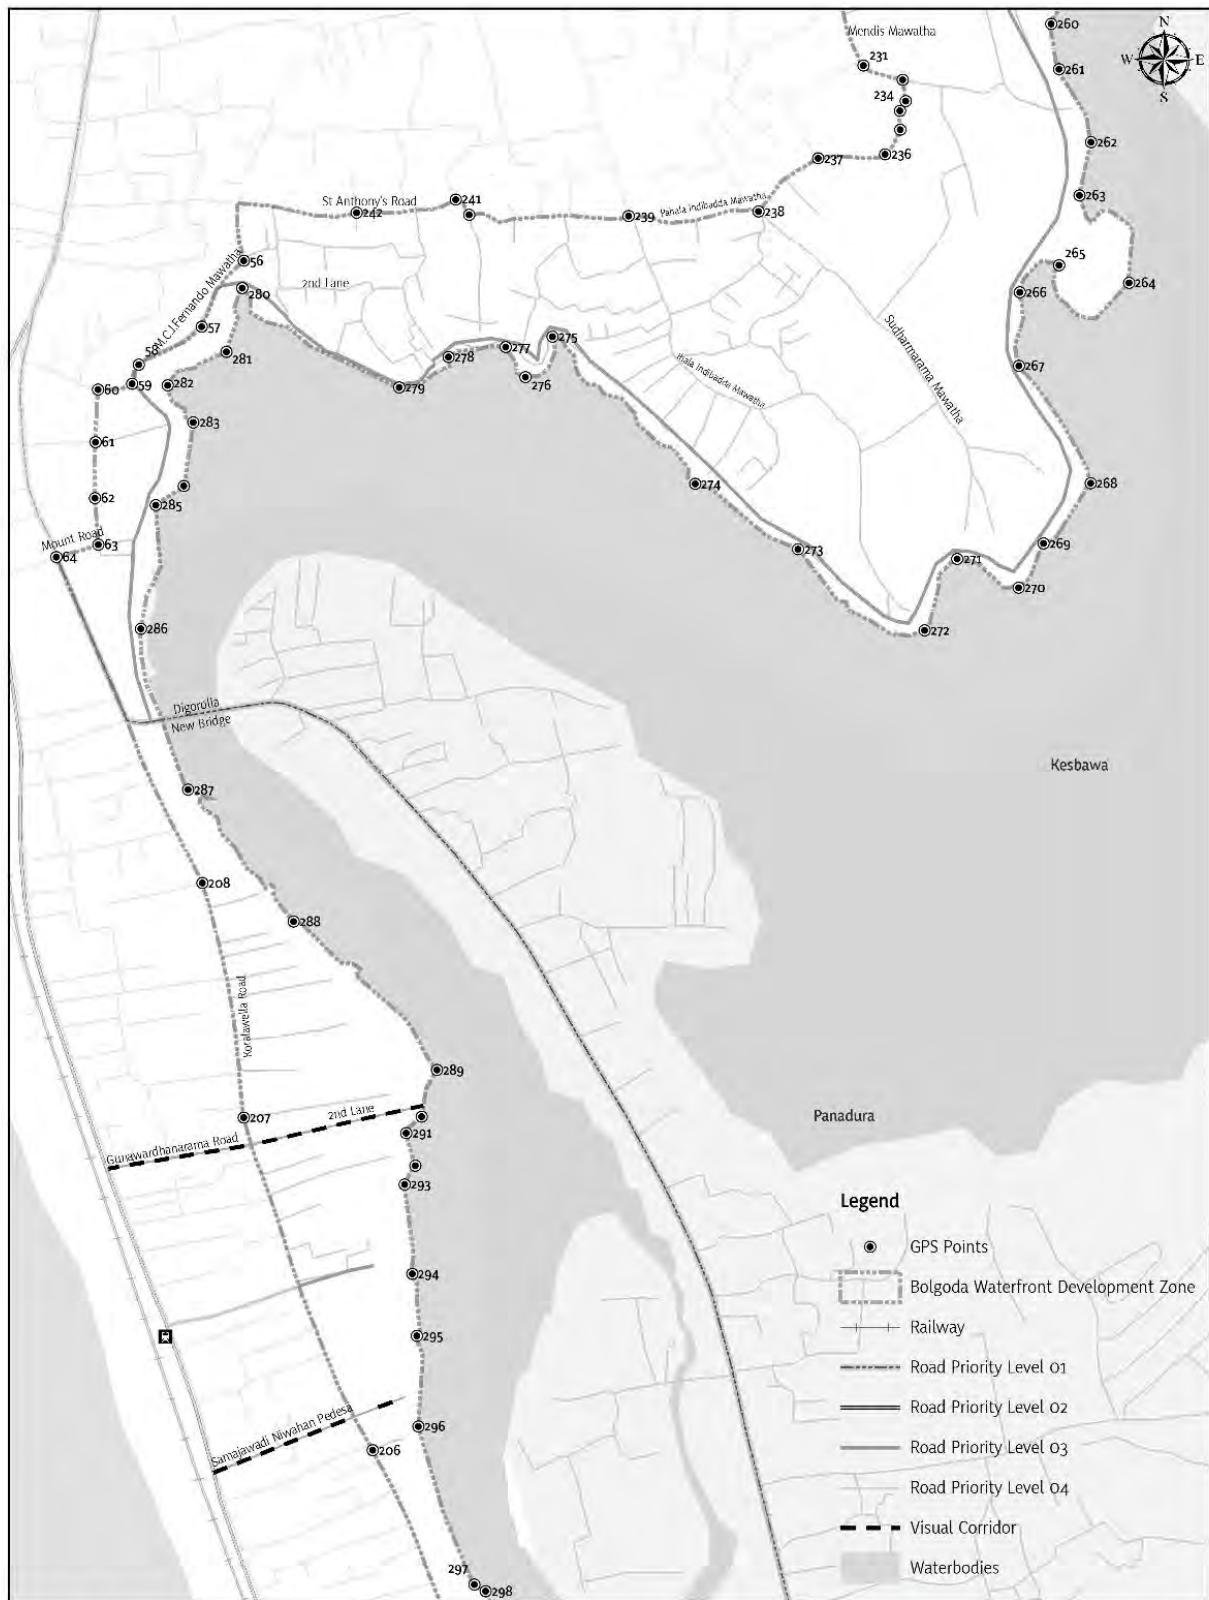 Mendis Mawatha
260
N
W
E
S
231
261
234
262
237
236
263
St Anthony's Road
241
242
239
Pahala Indibadda Mawatha
238
56
265
264
M.C.J.Fernando Mawatha
2nd Lane
280
266
57
58
281
278
277
275
Sudharmarama Mawatha
60
59
282
279
276
Ihala Indibadda Mawatha
267
283
61
62
285
274
268
Mount Road
64
63
273
271
269
270
286
272
Digorolla
New Bridge
Kesbawa
287
208
288
Koralawella Road
289
207
2nd Lane
Panadura
Gunawardhanarama Road
291
293
Legend
GPS Points
294
Bolgoda Waterfront Development Zone
295
Railway
Road Priority Level 01
Samajawadi Niwahan Pedesa
Road Priority Level 02
296
206
Road Priority Level 03
Road Priority Level 04
Visual Corridor
Waterbodies
297
298